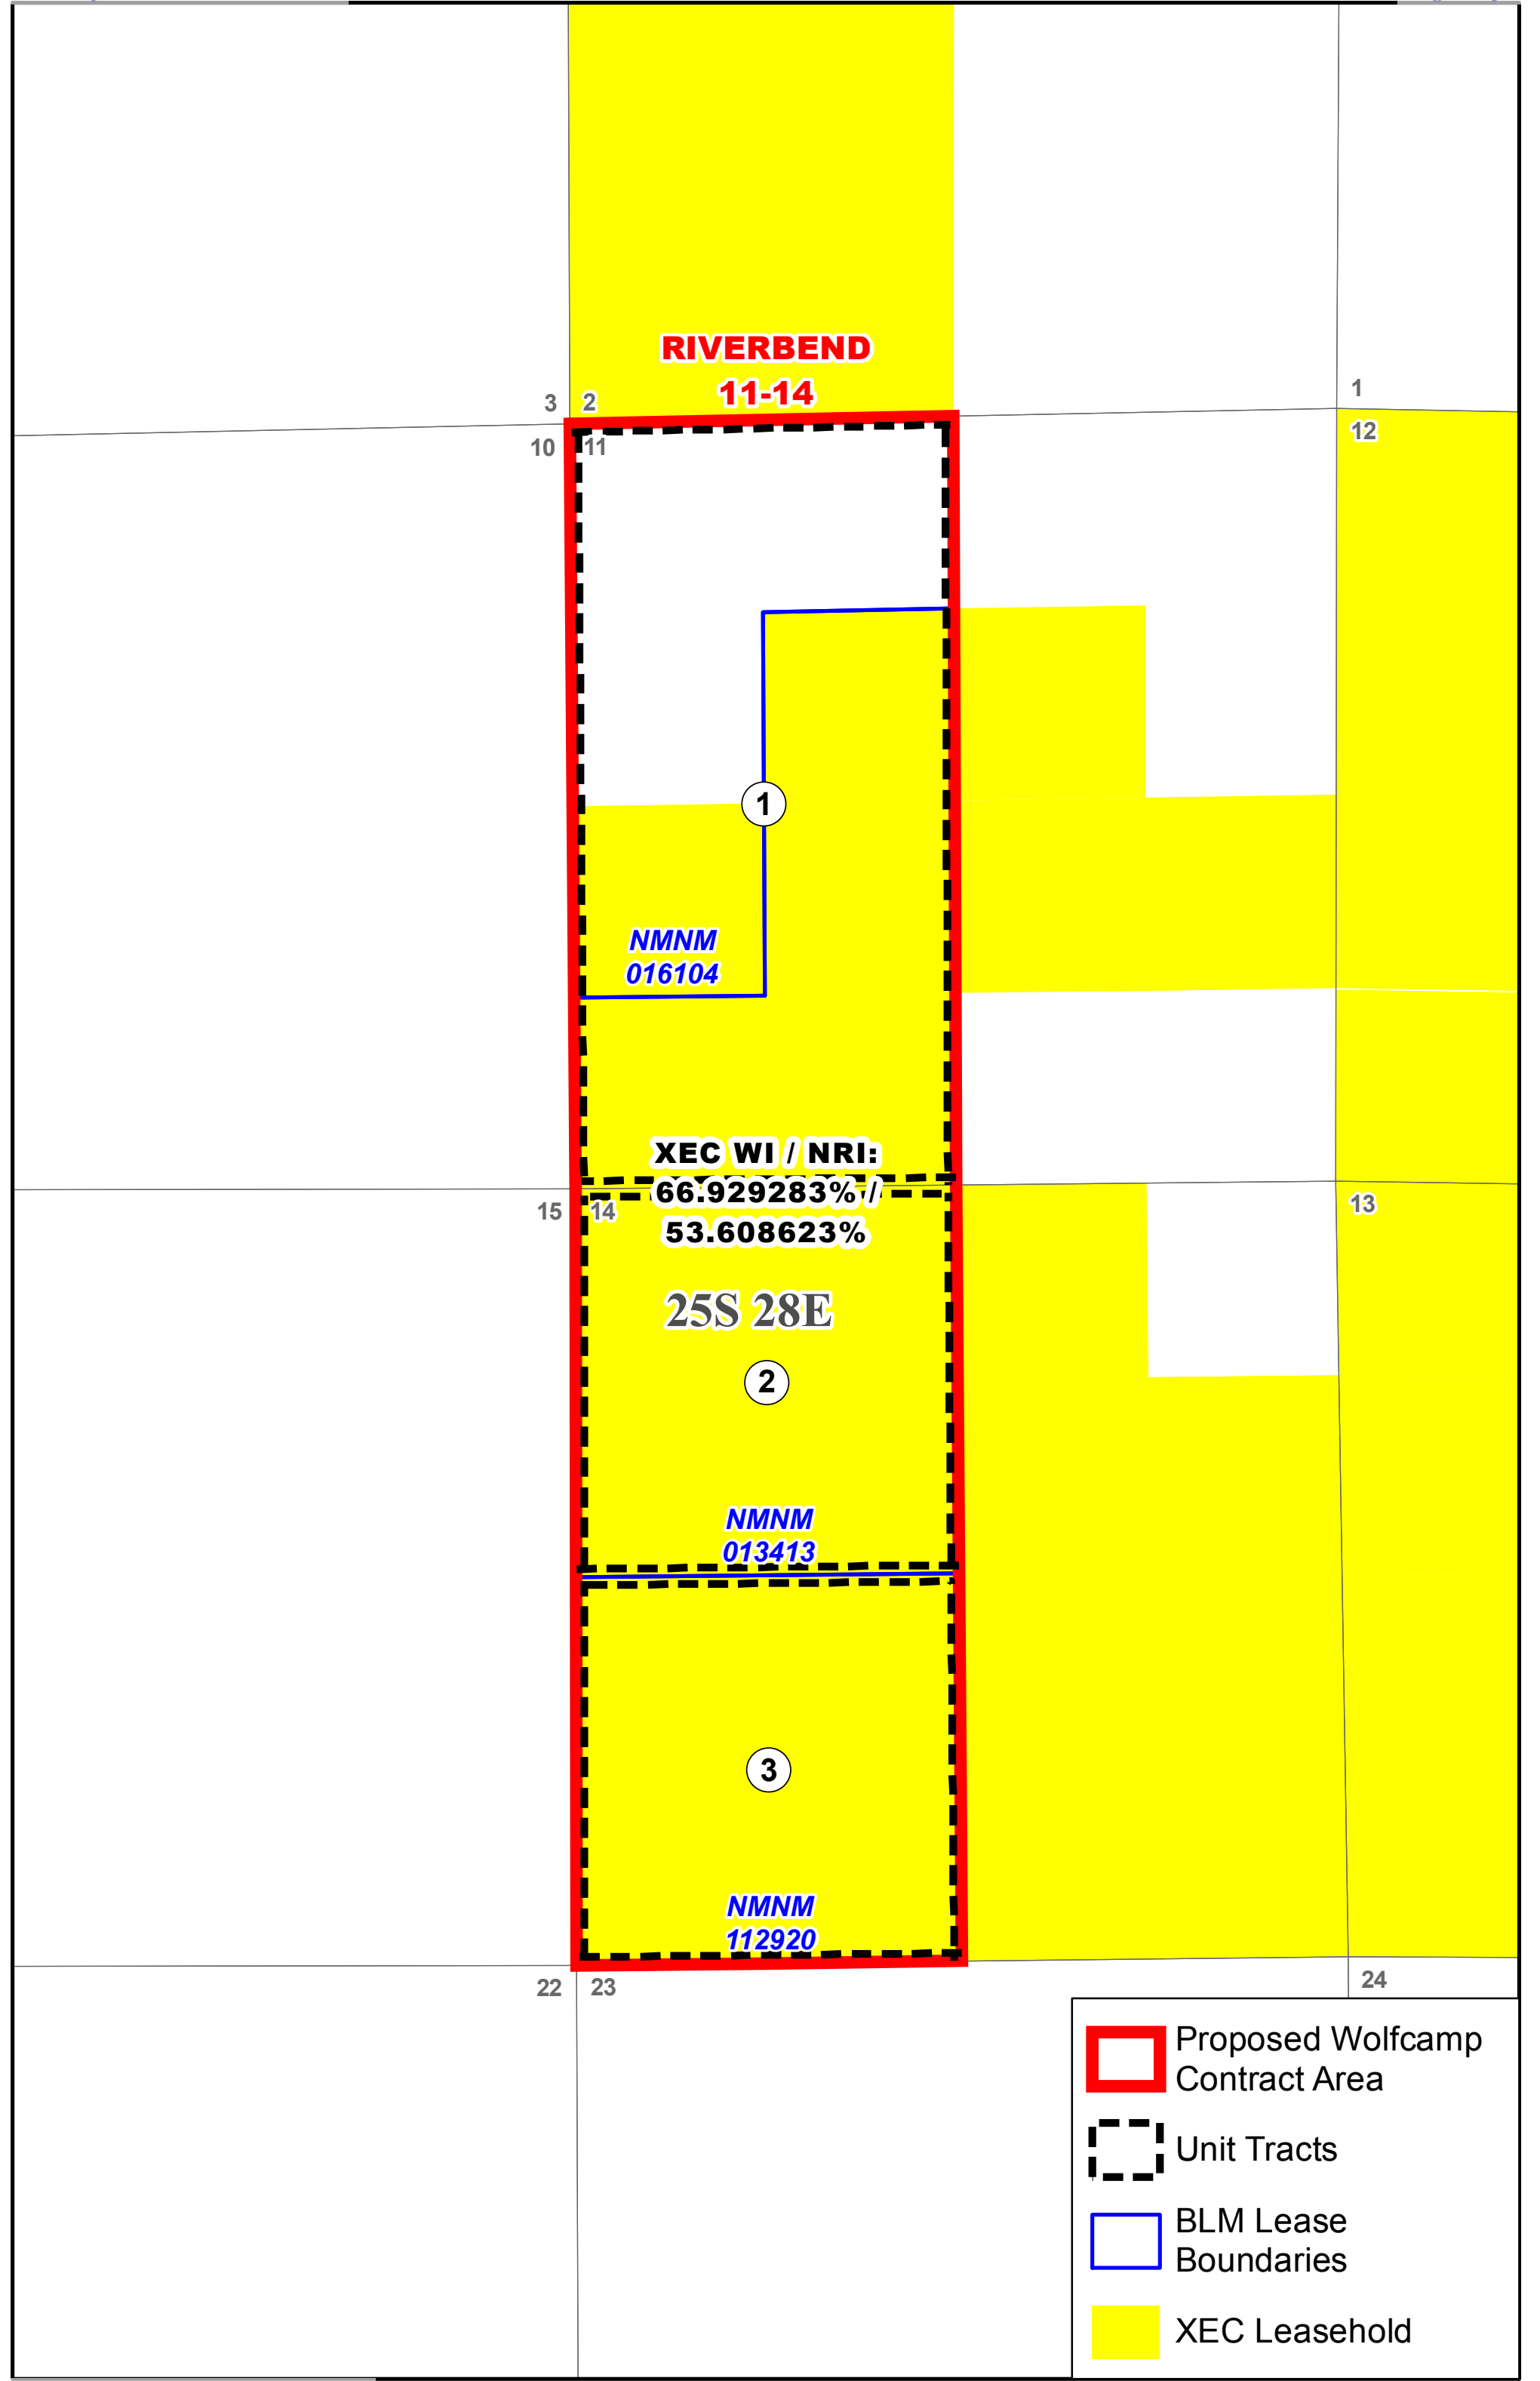 RIVERBEND
11-14
3
2
1
10
11
12
1
NMNM
016104
XEC WI / NRI:
66.929283% /
53.608623%
15
14
13
25S 28E
2
NMNM
013413
3
NMNM
112920
22
23
24
Proposed Wolfcamp
Contract Area
Unit Tracts
BLM Lease
Boundaries
XEC Leasehold